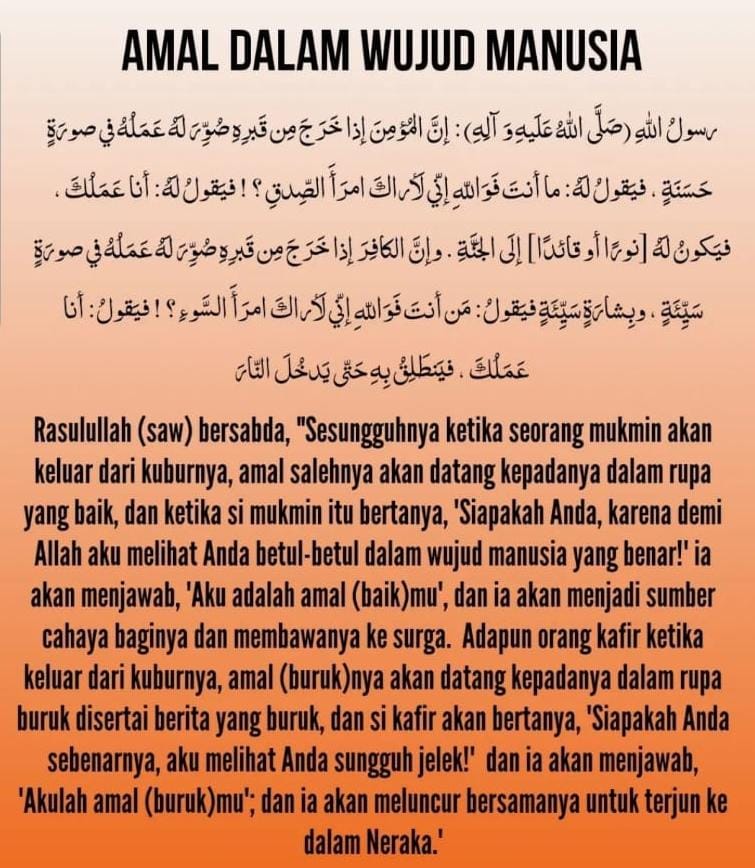 AMAL DALAM WUJUD MANUSIA
رسولُ اللهِ (صَلَّى اللهُ عَلَيهِ وَ آلِهِ): إنَّ المُؤمِنَ إذا خَرَجَ مِن قَبرِهِ صُوِّرَ لَهُ عَمَلُهُ في صورَةٍ
حَسَنَةٍ ، فيَقولُ لَهُ: ما أنتَ فَوَاللهِ إنّي لَأراكَ امرَأَ الصِّدقِ؟ ! فيَقولُ لَهُ: أنا عَمَلُكَ ،
فيَكونُ لَهُ [نورًا أو قائدًا] إلَى الجَنَّةِ . وإنَّ الكافِرَ إذا خَرَجَ مِن قَبرِهِ صُوِّرَ لَهُ عَمَلُهُ في صورَةٍ
سَيِّئَةٍ ، وبِشارَةٍ سَيِّئَةٍ فيَقولُ: مَن أنتَ فَوَاللهِ إنّي لَأراكَ امرَأَ السَّوءِ؟ ! فيَقولُ: أنا
عَمَلُكَ ، فيَنطَلِقُ بِهِ حَتّى يَدخُلَ النّارَ
Rasulullah (saw) bersabda, "Sesungguhnya ketika seorang mukmin akan
keluar dari kuburnya, amal salehnya akan datang kepadanya dalam rupa
yang baik, dan ketika si mukmin itu bertanya, 'Siapakah Anda, karena demi
Allah aku melihat Anda betul-betul dalam wujud manusia yang benar!' ia
akan menjawab, 'Aku adalah amal (baik)mu', dan ia akan menjadi sumber
cahaya baginya dan membawanya ke surga. Adapun orang kafir ketika
keluar dari kuburnya, amal (buruk)nya akan datang kepadanya dalam rupa
buruk disertai berita yang buruk, dan si kafir akan bertanya, 'Siapakah Anda
sebenarnya, aku melihat Anda sungguh jelek!' dan ia akan menjawab,
'Akulah amal (buruk)mu'; dan ia akan meluncur bersamanya untuk terjun ke
dalam Neraka.'